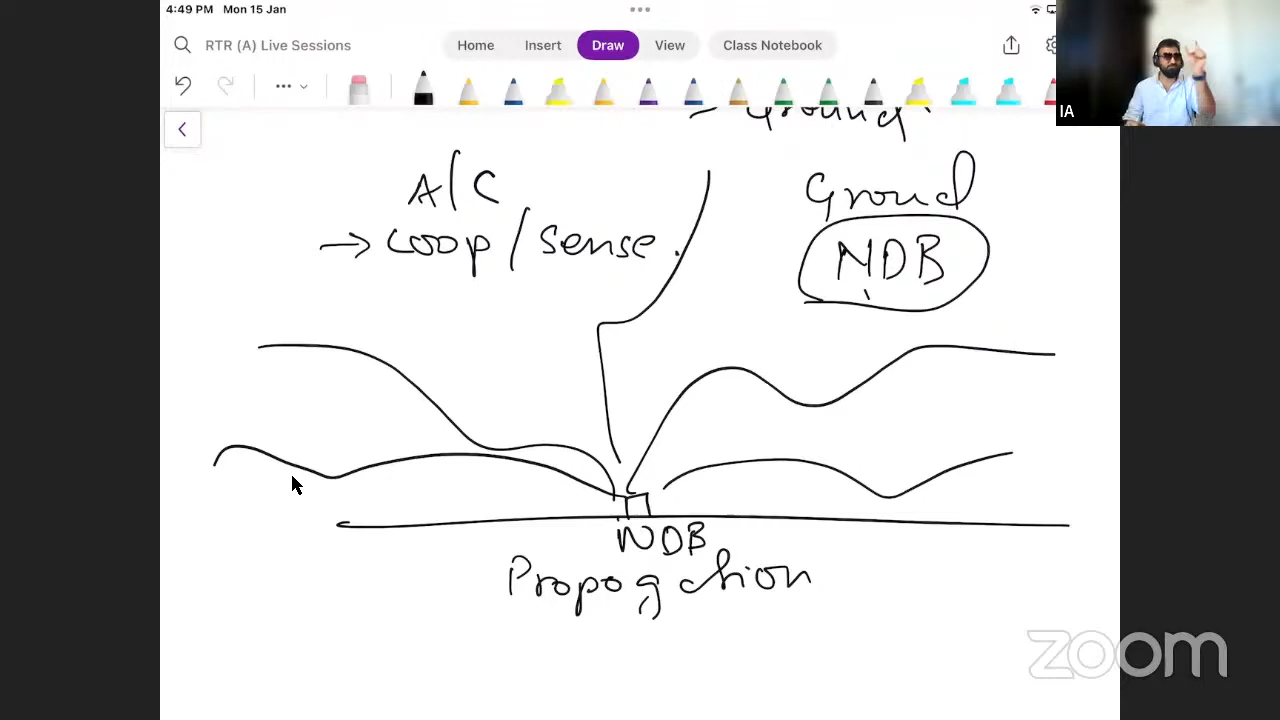 4:49 PM Mon 15 Jan
RTR (A) Live Sessions
Home Insert Draw View Class Notebook
IA
Ground.
A/C
Ground
→ Loop/Sense.
NDB
NDB
Propogation
zoom